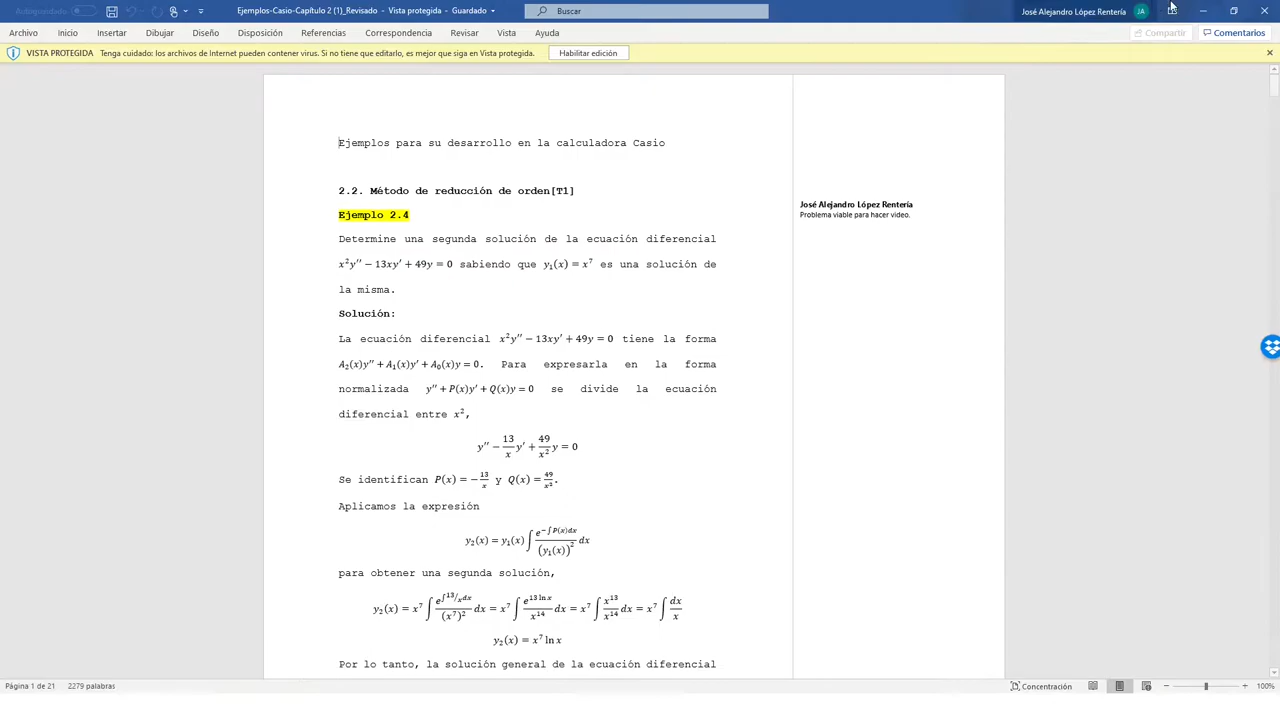 Autoguardado
Ejemplos-Casio-Capítulo 2 (1)_Revisado - Vista protegida - Guardado
Buscar
José Alejandro López Rentería
JA
Archivo Inicio Insertar Dibujar Diseño Disposición Referencias Correspondencia Revisar Vista Ayuda
Compartir
Comentarios
VISTA PROTEGIDA Tenga cuidado: los archivos de Internet pueden contener virus. Si no tiene que editarlo, es mejor que siga en Vista protegida. Habilitar edición
Ejemplos para su desarrollo en la calculadora Casio
2.2. Método de reducción de orden[T1]
Ejemplo 2.4
José Alejandro López Rentería
Problema viable para hacer video.
Determine una segunda solución de la ecuación diferencial
x²y′′ − 13xy′ + 49y = 0 sabiendo que y₁(x) = x⁷ es una solución de
la misma.
Solución:
La ecuación diferencial x²y′′ − 13xy′ + 49y = 0 tiene la forma
A₂(x)y′′ + A₁(x)y′ + A₀(x)y = 0. Para expresarla en la forma
normalizada y′′ + P(x)y′ + Q(x)y = 0 se divide la ecuación
diferencial entre x²,
y′′ − 13/x y′ + 49/x² y = 0
Se identifican P(x) = −13/x y Q(x) = 49/x².
Aplicamos la expresión
y₂(x) = y₁(x) ∫ e^(−∫P(x)dx) / (y₁(x))² dx
para obtener una segunda solución,
y₂(x) = x⁷ ∫ e^(∫13/x dx) / (x⁷)² dx = x⁷ ∫ e^(13 ln x) / x¹⁴ dx = x⁷ ∫ x¹³/x¹⁴ dx = x⁷ ∫ dx/x
y₂(x) = x⁷ ln x
Por lo tanto, la solución general de la ecuación diferencial
Página 1 de 21 2279 palabras
Concentración
100%